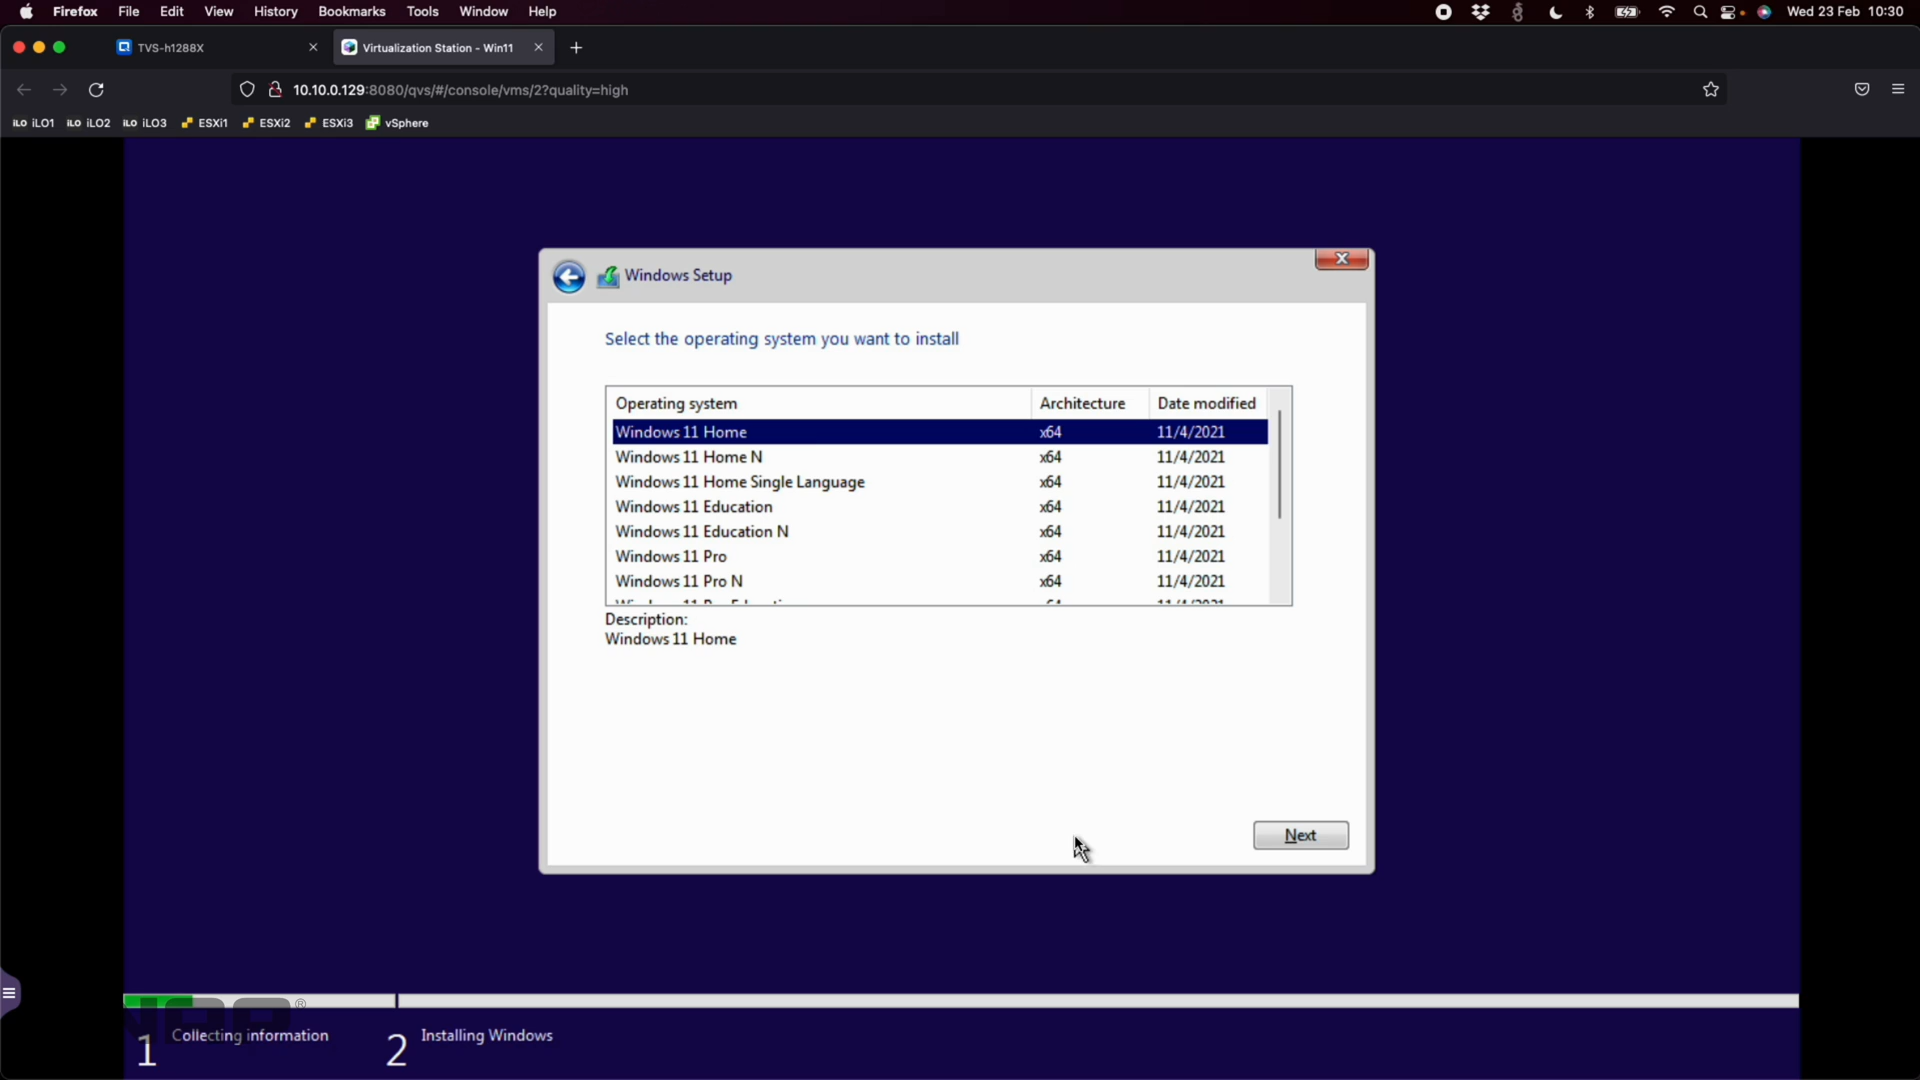 Firefox File Edit View History Bookmarks Tools Window Help Wed 23 Feb 10:30
TVS-h1288X Virtualization Station - Win11
10.10.0.129:8080/qvs/#/console/vms/2?quality=high
iLO iLO1 iLO iLO2 iLO iLO3 ESXi1 ESXi2 ESXi3 vSphere
Windows Setup
Select the operating system you want to install
Operating system Architecture Date modified
Windows 11 Home x64 11/4/2021
Windows 11 Home N x64 11/4/2021
Windows 11 Home Single Language x64 11/4/2021
Windows 11 Education x64 11/4/2021
Windows 11 Education N x64 11/4/2021
Windows 11 Pro x64 11/4/2021
Windows 11 Pro N x64 11/4/2021
Description:
Windows 11 Home
Next
1 Collecting information 2 Installing Windows